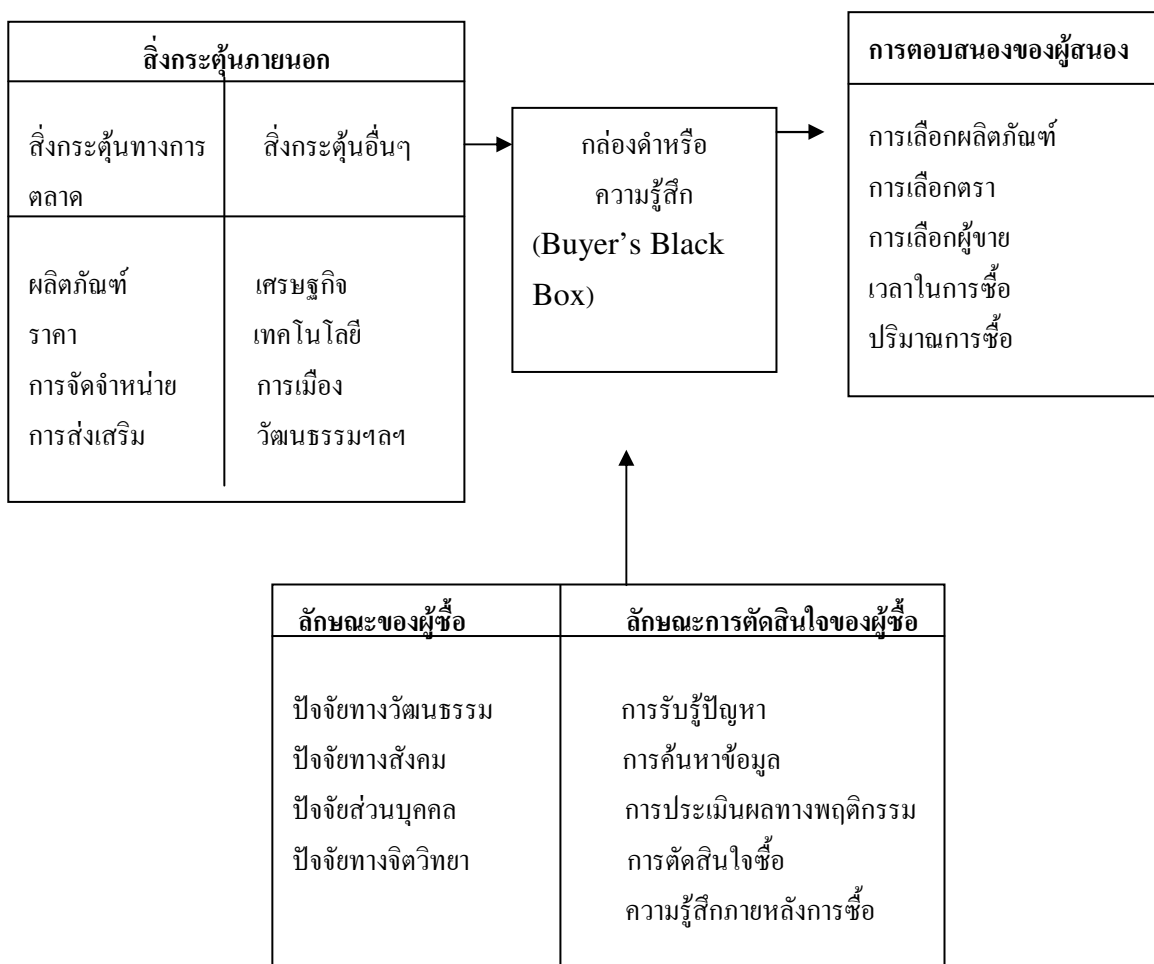 สิ่งกระตุ้นภายนอก
สิ่งกระตุ้นทางการ
ตลาด
สิ่งกระตุ้นอื่นๆ
ผลิตภัณฑ์
ราคา
การจัดจำหน่าย
การส่งเสริม
เศรษฐกิจ
เทคโนโลยี
การเมือง
วัฒนธรรมฯลฯ
กล่องดำหรือ
ความรู้สึก
(Buyer's Black
Box)
การตอบสนองของผู้สนอง
การเลือกผลิตภัณฑ์
การเลือกตรา
การเลือกผู้ขาย
เวลาในการซื้อ
ปริมาณการซื้อ
ลักษณะของผู้ซื้อ
ปัจจัยทางวัฒนธรรม
ปัจจัยทางสังคม
ปัจจัยส่วนบุคคล
ปัจจัยทางจิตวิทยา
ลักษณะการตัดสินใจของผู้ซื้อ
การรับรู้ปัญหา
การค้นหาข้อมูล
การประเมินผลทางพฤติกรรม
การตัดสินใจซื้อ
ความรู้สึกภายหลังการซื้อ